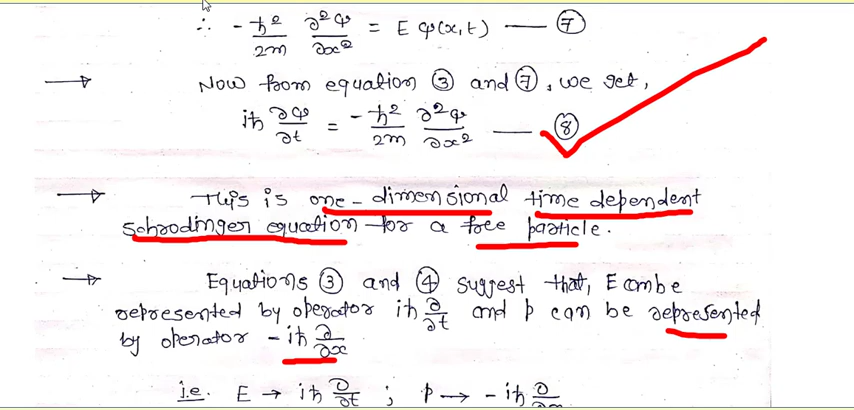 ∴ -ħ²/2m ∂²ψ/∂x² = E ψ(x,t) —— ⑦
→ Now from equation ③ and ⑦, we get,
iħ ∂ψ/∂t = -ħ²/2m ∂²ψ/∂x² —— ⑧
→ This is one-dimensional time dependent
schrodinger equation for a free particle.
→ Equations ③ and ④ suggest that, E can be
represented by operator iħ ∂/∂t and p can be represented
by operator -iħ ∂/∂x
i.e. E → iħ ∂/∂t ; p → -iħ ∂/∂x